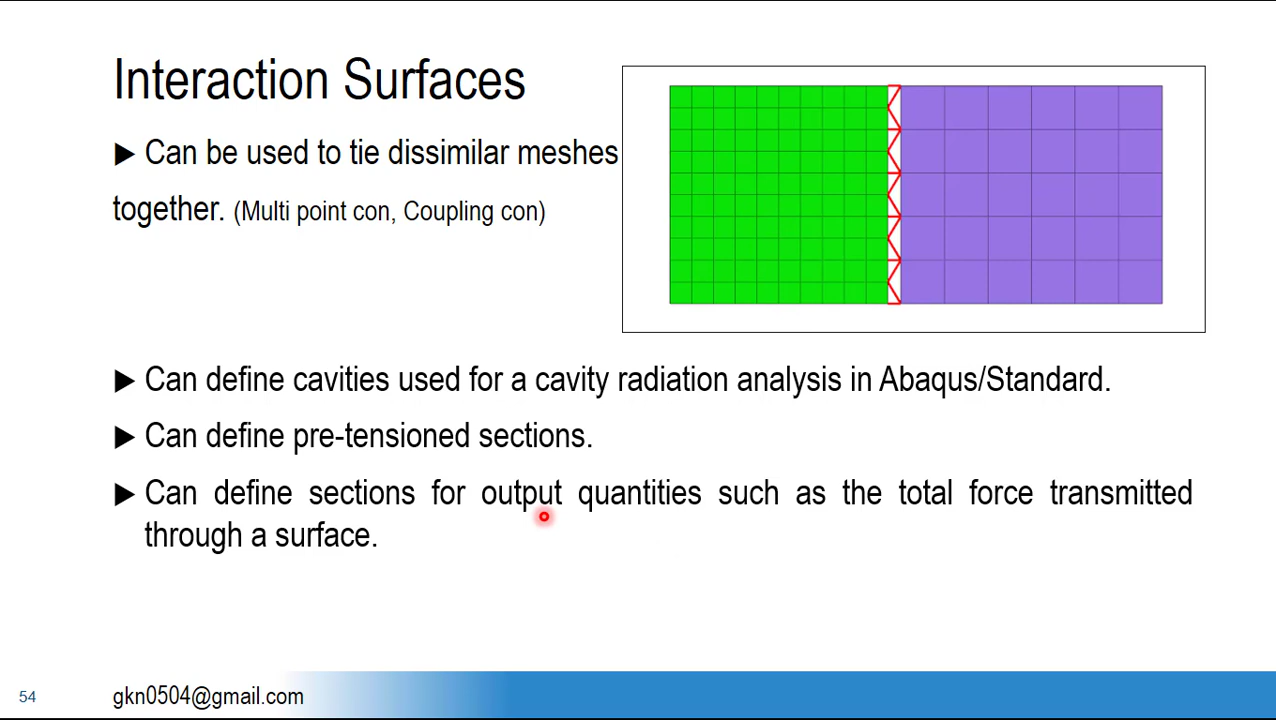 Interaction Surfaces
▶ Can be used to tie dissimilar meshes
together. (Multi point con, Coupling con)
▶ Can define cavities used for a cavity radiation analysis in Abaqus/Standard.
▶ Can define pre-tensioned sections.
▶ Can define sections for output quantities such as the total force transmitted
through a surface.
54
gkn0504@gmail.com